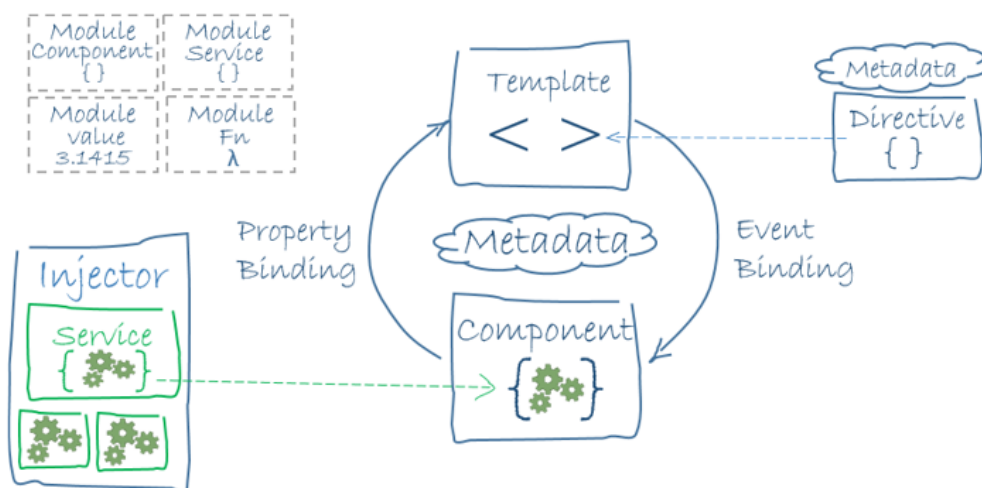 Module
Component
{ }
Module
Service
{ }
Module
value
3.1415
Module
Fn
λ
Template
< >
Metadata
Directive
{ }
Property
Binding
Metadata
Event
Binding
Injector
Service
{ }
Component
{ }